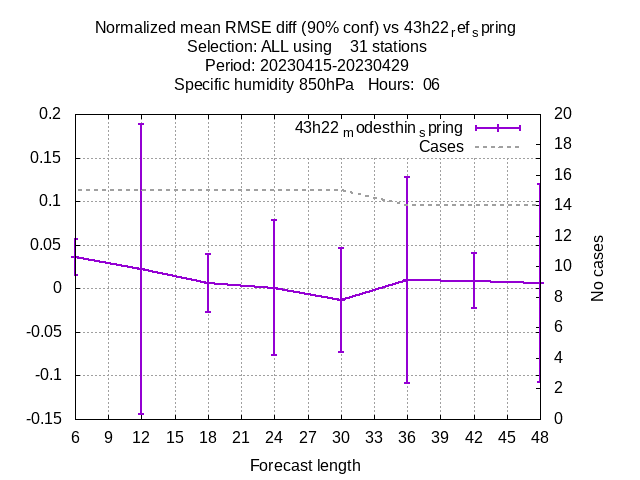 Normalized mean RMSE diff (90% conf) vs 43h22ᵣefₛpring
Selection: ALL using    31 stations
Period: 20230415-20230429
Specific humidity 850hPa   Hours:  06
43h22ₘodesthinₛpring
Cases
0.2
0.15
0.1
0.05
0
-0.05
-0.1
-0.15
20
18
16
14
12
10
8
6
4
2
0
No cases
6 9 12 15 18 21 24 27 30 33 36 39 42 45 48
Forecast length